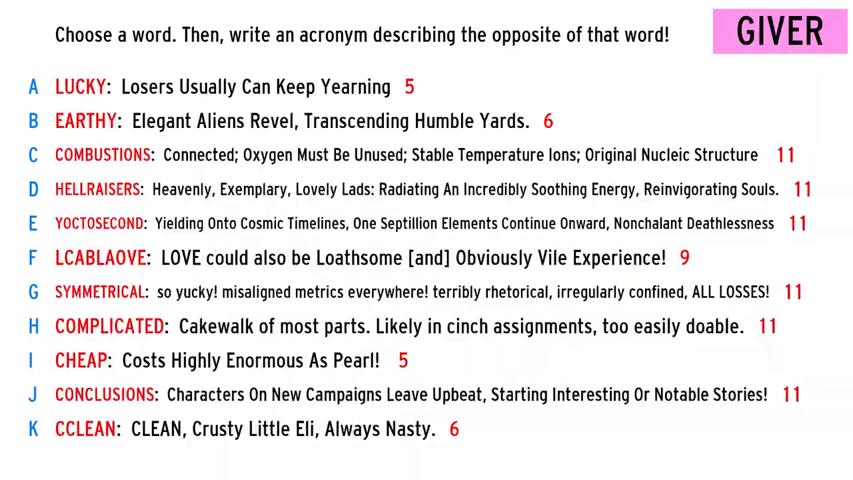 Choose a word. Then, write an acronym describing the opposite of that word! GIVER
A LUCKY: Losers Usually Can Keep Yearning 5
B EARTHY: Elegant Aliens Revel, Transcending Humble Yards. 6
C COMBUSTIONS: Connected; Oxygen Must Be Unused; Stable Temperature Ions; Original Nucleic Structure 11
D HELLRAISERS: Heavenly, Exemplary, Lovely Lads: Radiating An Incredibly Soothing Energy, Reinvigorating Souls. 11
E YOCTOSECOND: Yielding Onto Cosmic Timelines, One Septillion Elements Continue Onward, Nonchalant Deathlessness 11
F LCABLAOVE: LOVE could also be Loathsome [and] Obviously Vile Experience! 9
G SYMMETRICAL: so yucky! misaligned metrics everywhere! terribly rhetorical, irregularly confined, ALL LOSSES! 11
H COMPLICATED: Cakewalk of most parts. Likely in cinch assignments, too easily doable. 11
I CHEAP: Costs Highly Enormous As Pearl! 5
J CONCLUSIONS: Characters On New Campaigns Leave Upbeat, Starting Interesting Or Notable Stories! 11
K CCLEAN: CLEAN, Crusty Little Eli, Always Nasty. 6